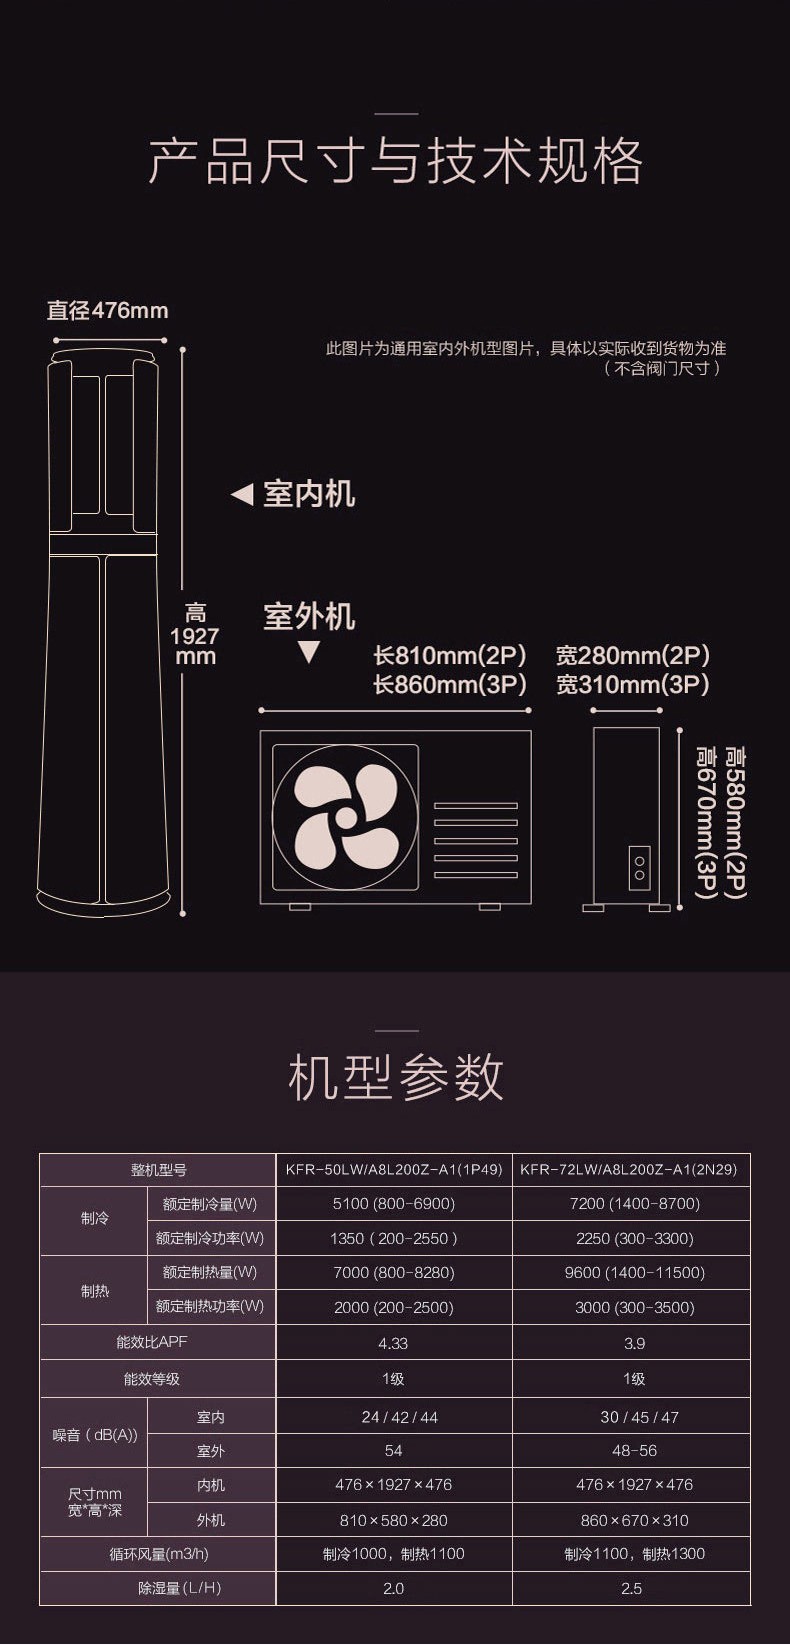 产品尺寸与技术规格
直径476mm
此图片为通用室内外机型图片，具体以实际收到货物为准
（不含阀门尺寸）
室内机
高
1927
mm
室外机
长810mm(2P)
长860mm(3P)
宽280mm(2P)
宽310mm(3P)
高580mm(2P)
高670mm(3P)
机型参数
整机型号 KFR-50LW/A8L200Z-A1(1P49) KFR-72LW/A8L200Z-A1(2N29)
制冷 额定制冷量(W) 5100 (800-6900) 7200 (1400-8700)
额定制冷功率(W) 1350 ( 200-2550 ) 2250 (300-3300)
制热 额定制热量(W) 7000 (800-8280) 9600 (1400-11500)
额定制热功率(W) 2000 (200-2500) 3000 (300-3500)
能效比APF 4.33 3.9
能效等级 1级 1级
噪音（dB(A)) 室内 24 / 42 / 44 30 / 45 / 47
室外 54 48-56
尺寸mm
宽*高*深
内机 476×1927×476 476×1927×476
外机 810×580×280 860×670×310
循环风量(m3/h) 制冷1000，制热1100 制冷1100，制热1300
除湿量(L/H) 2.0 2.5